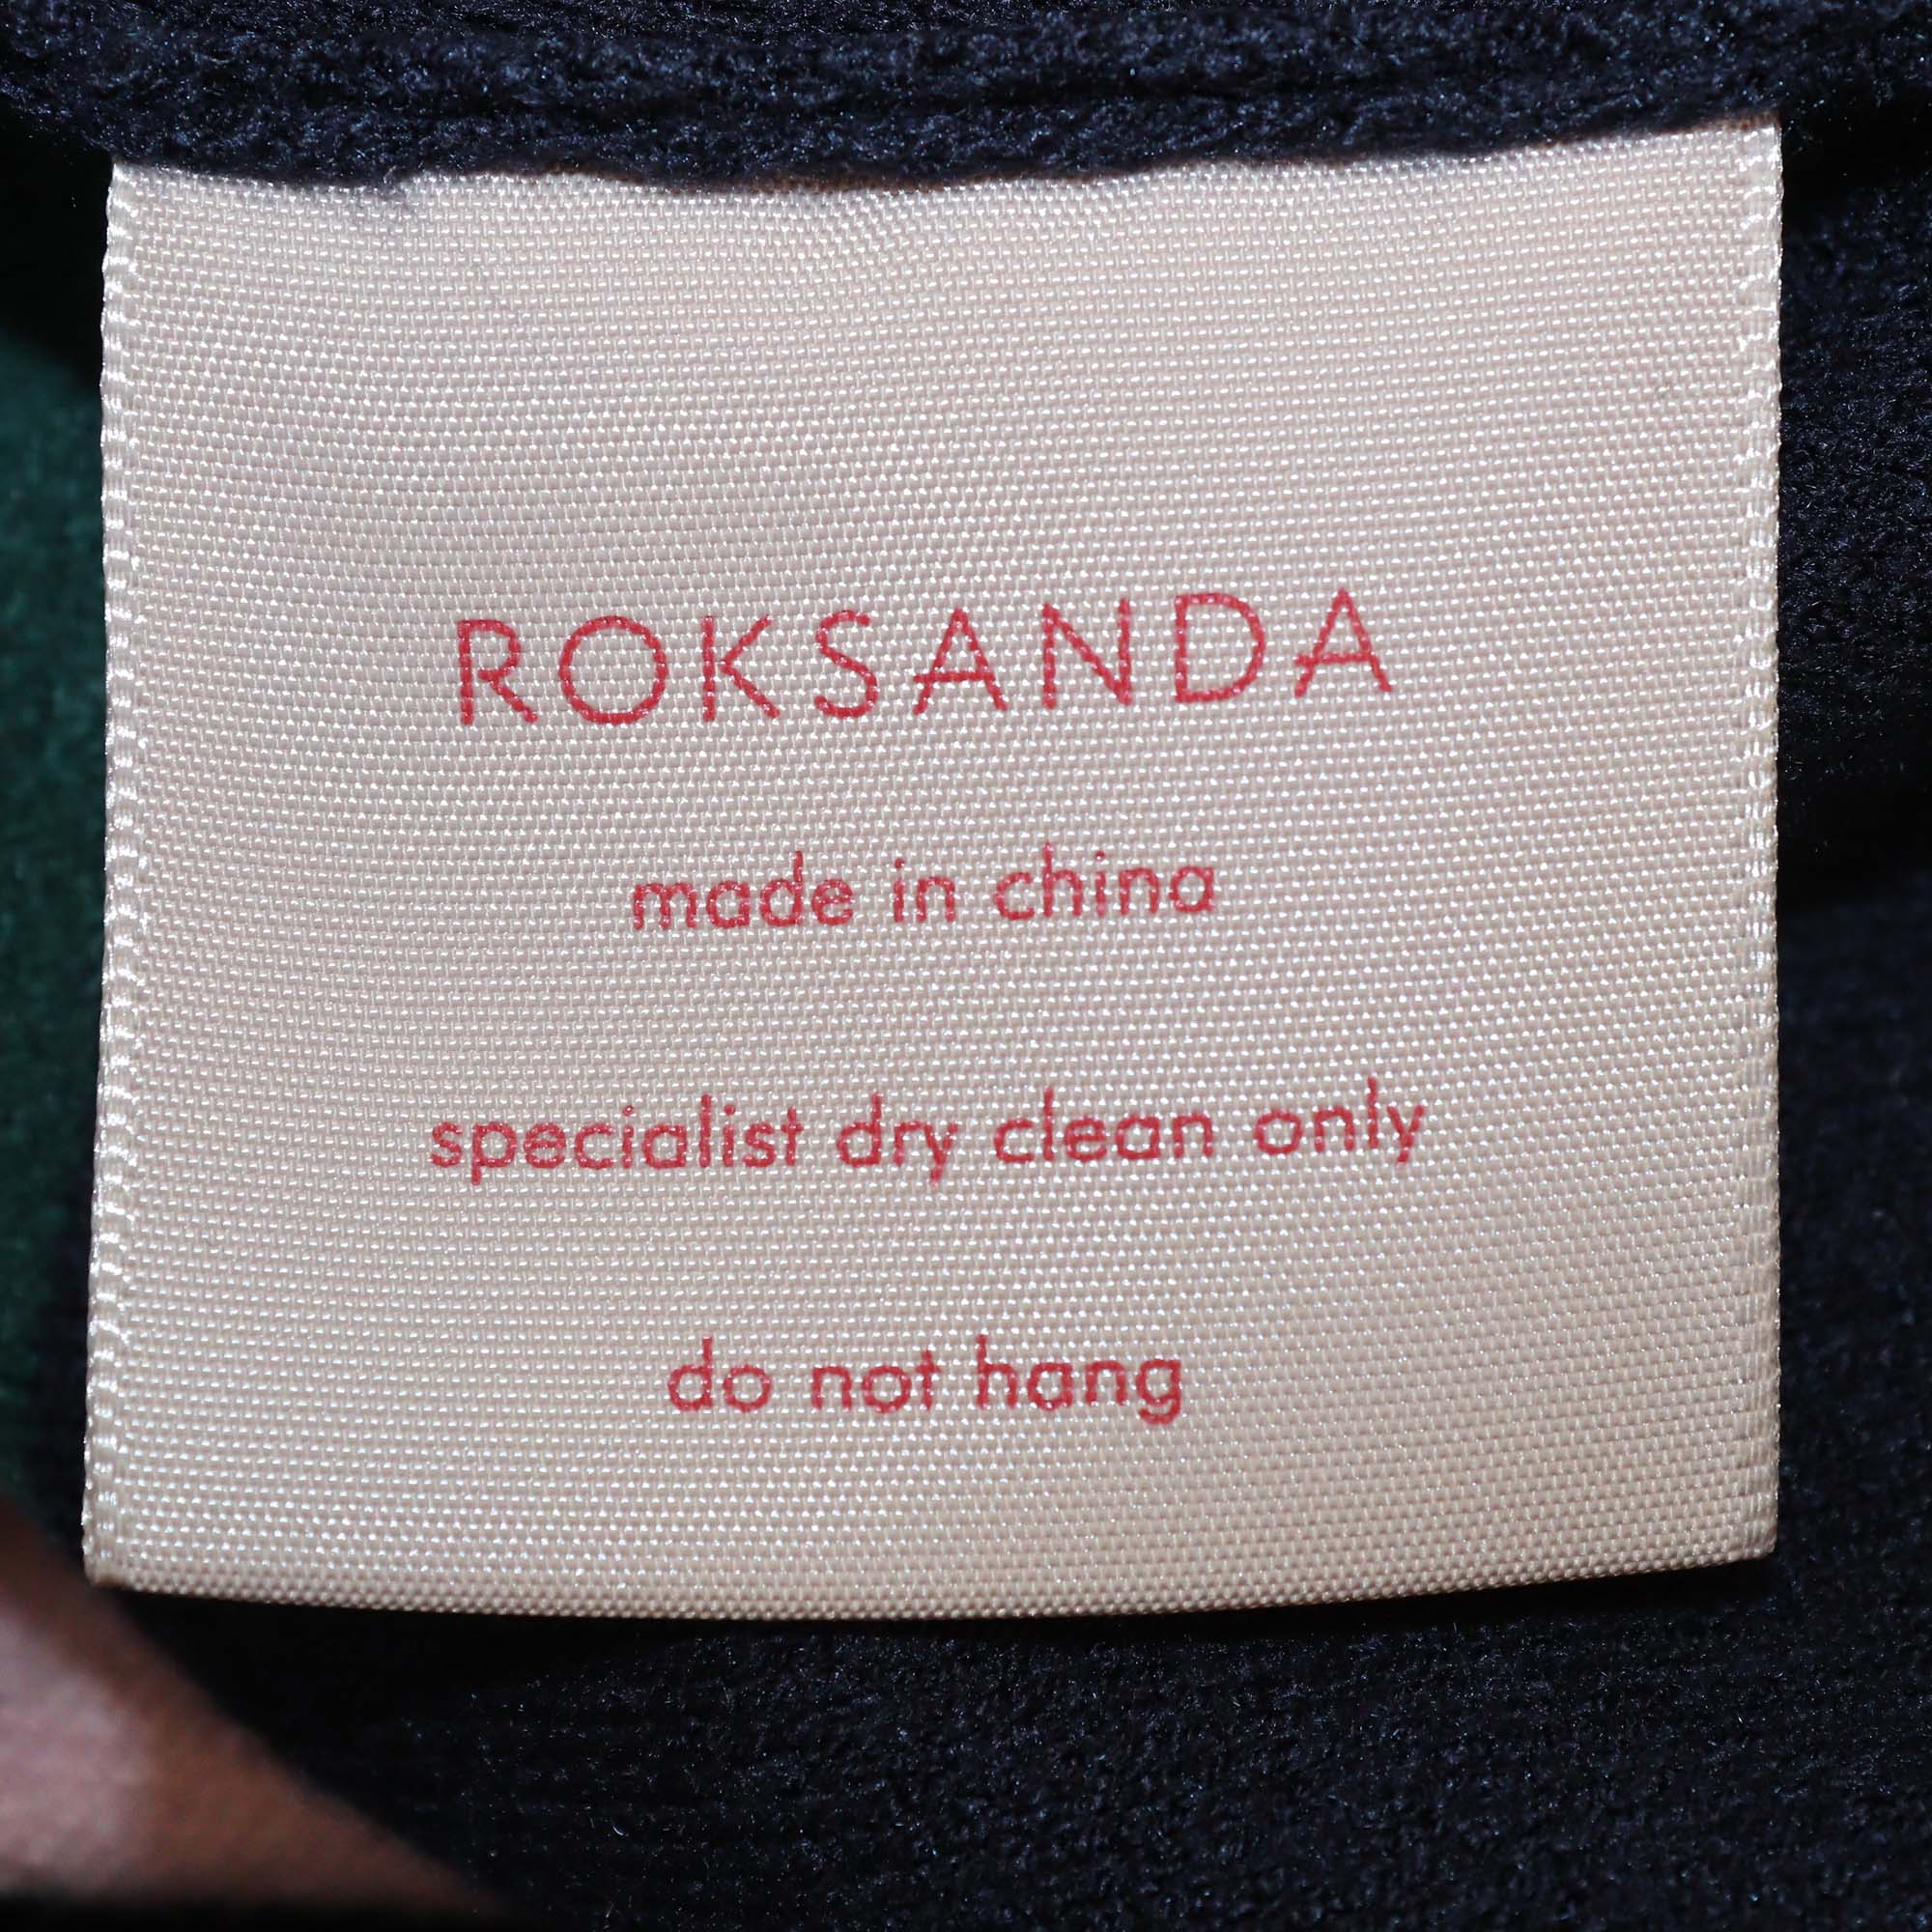 ROKSANDA
made in china
specialist dry clean only
do not hang